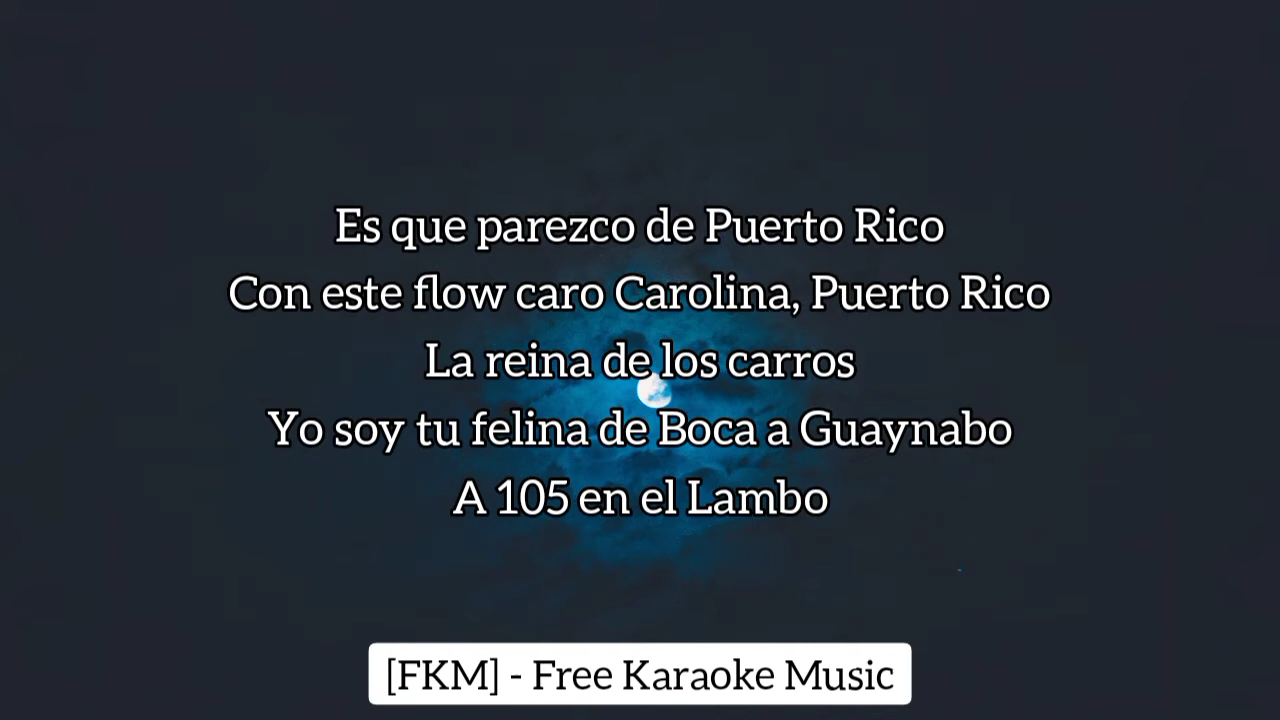 Es que parezco de Puerto Rico
Con este flow caro Carolina, Puerto Rico
La reina de los carros
Yo soy tu felina de Boca a Guaynabo
A 105 en el Lambo
[FKM] - Free Karaoke Music